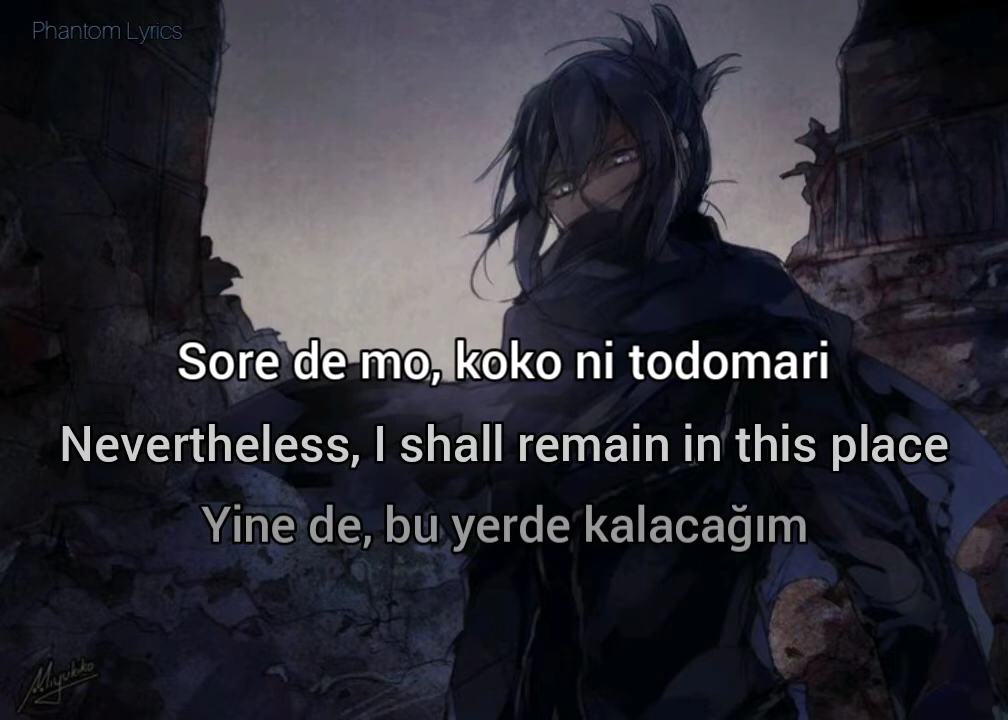 Phantom Lyrics
Sore de mo, koko ni todomari
Nevertheless, I shall remain in this place
Yine de, bu yerde kalacağım